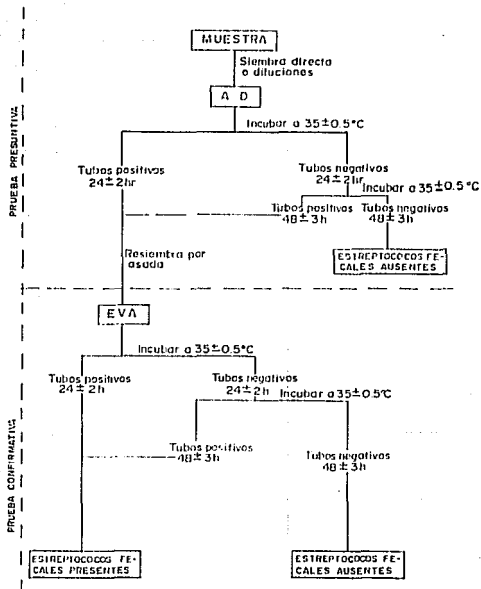 MUESTRA
Siembra directa
o diluciones
A D
Incubar a 35±0.5°C
Tubos positivos
24±2hr
Tubos negativos
24±2hr
Incubar a 35±0.5°C
Tubos positivos
48±3h
Tubos negativos
48±3h
ESTREPTOCOCOS FE-
CALES AUSENTES
Resiembra por
asada
PRUEBA PRESUNTIVA
EVA
Incubar a 35±0.5°C
Tubos positivos
24±2h
Tubos negativos
24±2h
Incubar a 35±0.5°C
Tubos positivos
48±3h
Tubos negativos
48±3h
PRUEBA CONFIRMATIVA
ESTREPTOCOCOS FE-
CALES PRESENTES
ESTREPTOCOCOS FE-
CALES AUSENTES